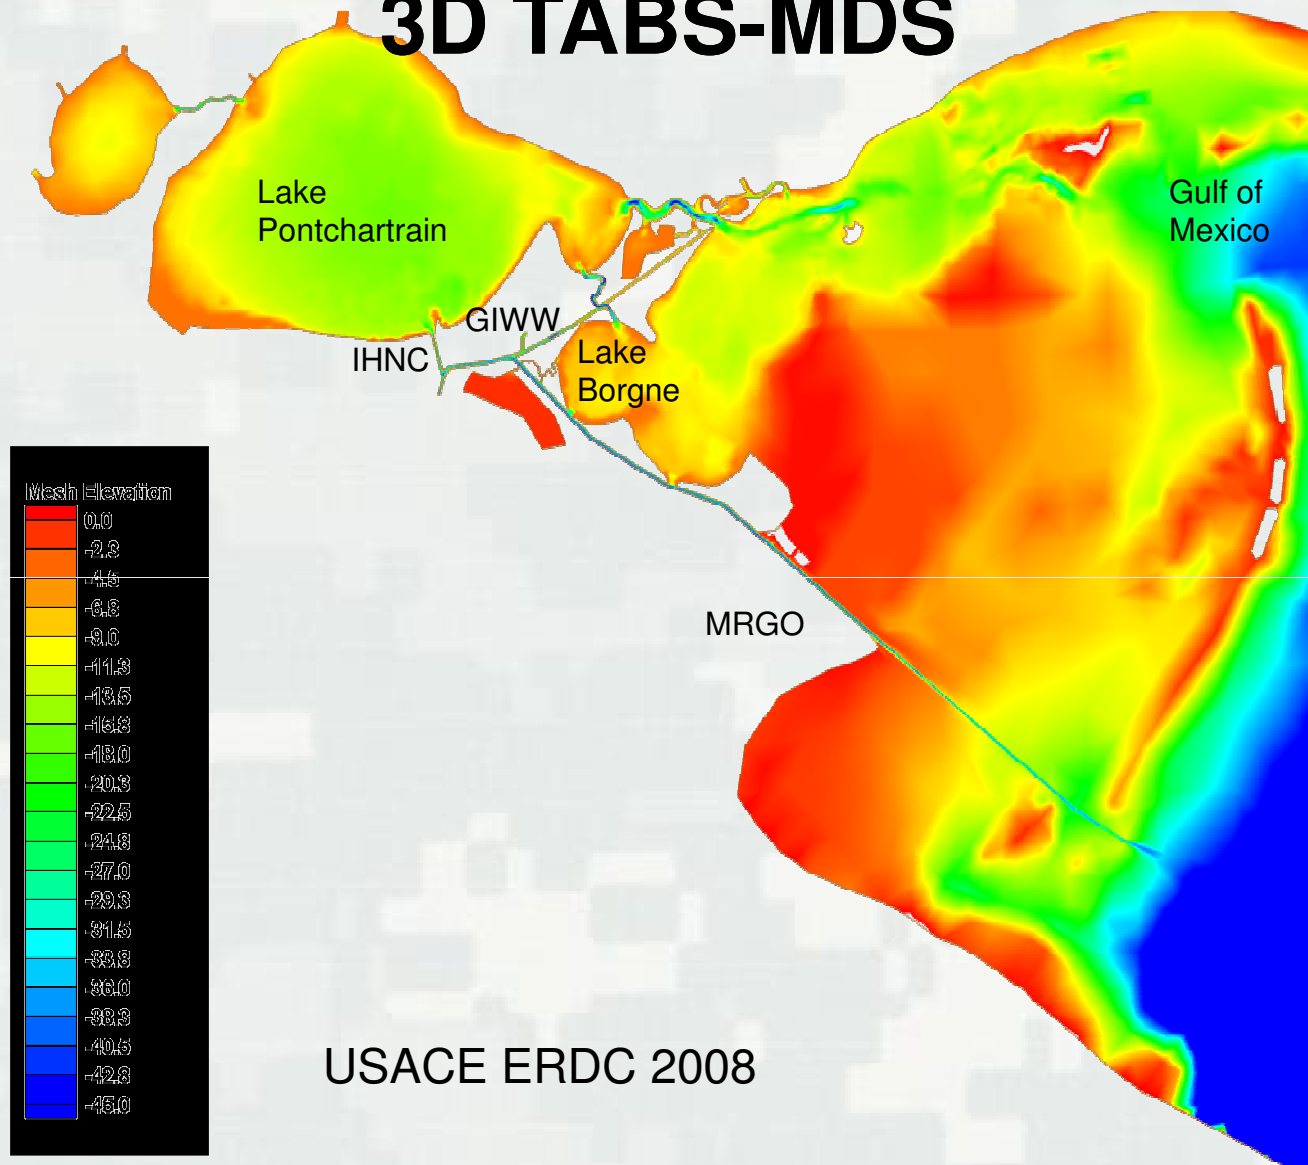 3D TABS-MDS
Lake
Pontchartrain
Gulf of
Mexico
GIWW
IHNC
Lake
Borgne
Mesh Elevation
0.0
-2.3
-4.5
-6.8
-9.0
-11.3
-13.5
-15.8
-18.0
-20.3
-22.5
-24.8
-27.0
-29.3
-31.5
-33.8
-36.0
-38.3
-40.5
-42.8
-45.0
MRGO
USACE ERDC 2008